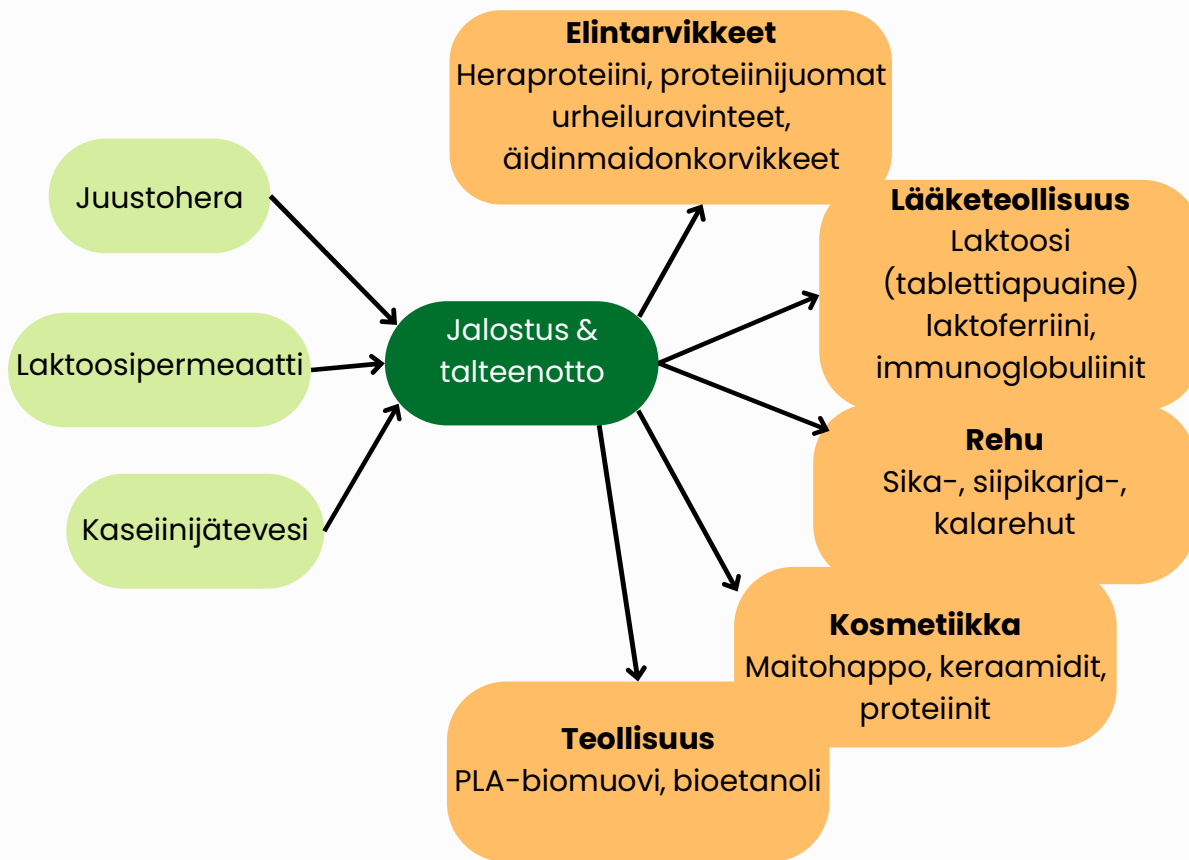 Juustohera
Laktoosipermeaatti
Kaseiinijätevesi
Jalostus &
talteenotto
Elintarvikkeet
Heraproteiini, proteiinijuomat
urheiluravinteet,
äidinmaidonkorvikkeet
Lääketeollisuus
Laktoosi
(tablettiapuaine)
laktoferriini,
immunoglobuliinit
Rehu
Sika-, siipikarja-,
kalarehut
Kosmetiikka
Maitohappo, keraamidit,
proteiinit
Teollisuus
PLA-biomuovi, bioetanoli